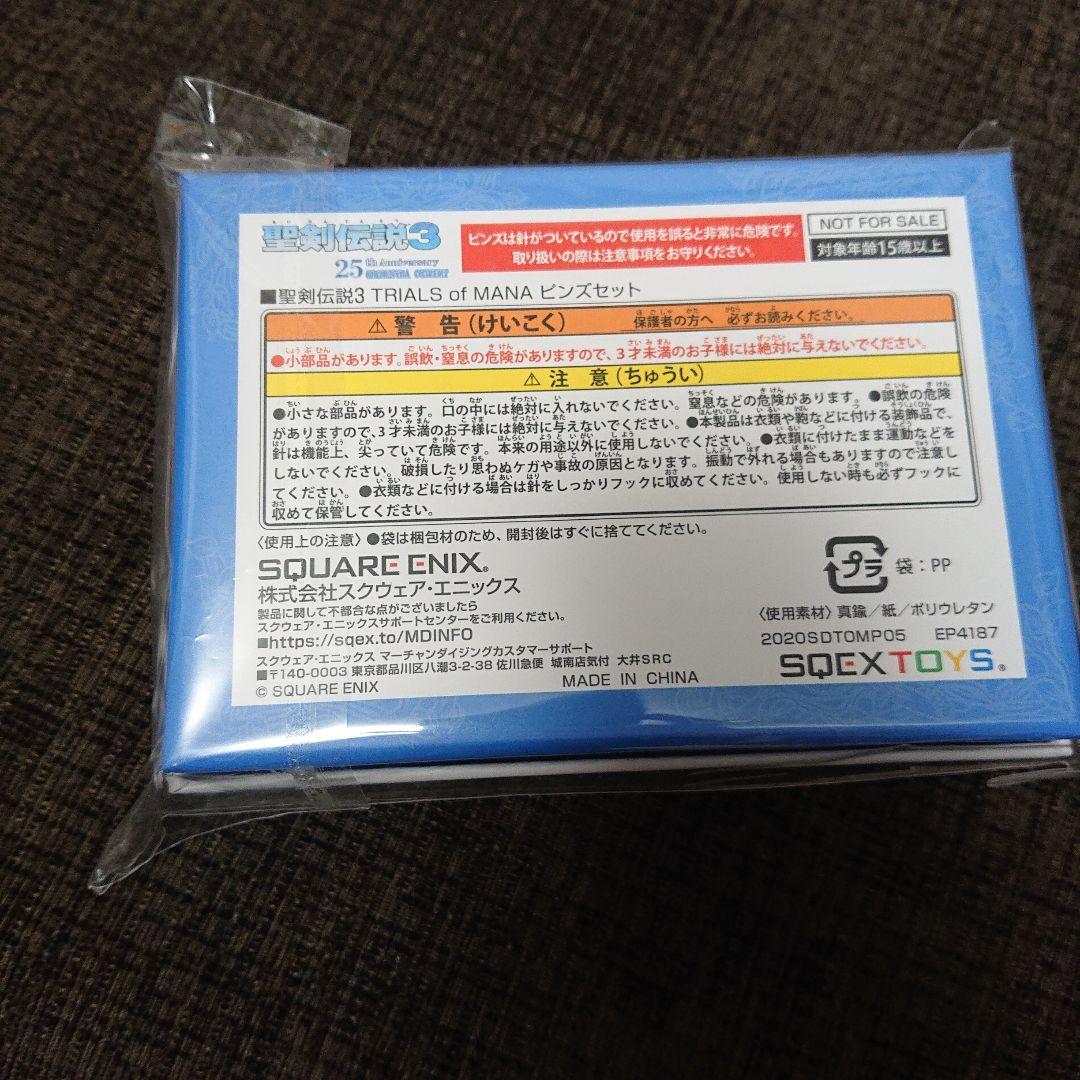 聖剣伝説3
25th Anniversary
ORCHESTRA CONCERT
ピンズは針がついているので使用を誤ると非常に危険です。
取り扱いの際は注意事項をお守りください。
NOT FOR SALE
対象年齢15歳以上
■聖剣伝説3 TRIALS of MANA ピンズセット
⚠ 警 告(けいこく) 保護者の方へ 必ずお読みください。
●小部品があります。誤飲・窒息の危険がありますので、3才未満のお子様には絶対に与えないでください。
⚠ 注 意(ちゅうい)
●小さな部品があります。口の中には絶対に入れないでください。窒息などの危険があります。●誤飲の危険
がありますので、3才未満のお子様には絶対に与えないでください。●本製品は衣類や鞄などに付ける装飾品で、
針は機能上、尖っていて危険です。本来の用途以外に使用しないでください。●衣類に付けたまま運動などを
しないでください。破損したり思わぬケガや事故の原因となります。振動で外れる場合もありますので注意し
てください。●衣類などに付ける場合は針をしっかりフックに収めてください。使用しない時も必ずフックに
収めて保管してください。
〈使用上の注意〉●袋は梱包材のため、開封後はすぐに捨ててください。
SQUARE ENIX®
株式会社スクウェア・エニックス
製品に関して不都合な点がございましたら
スクウェア・エニックスサポートセンターをご利用ください。
■https://sqex.to/MDINFO
スクウェア・エニックス マーチャンダイジングカスタマーサポート
■〒140-0003 東京都品川区八潮3-2-38 佐川急便 城南店気付 大井SRC
© SQUARE ENIX
MADE IN CHINA
プラ 袋：PP
〈使用素材〉真鍮／紙／ポリウレタン
2020SDTOMP05 EP4187
SQEX TOYS®